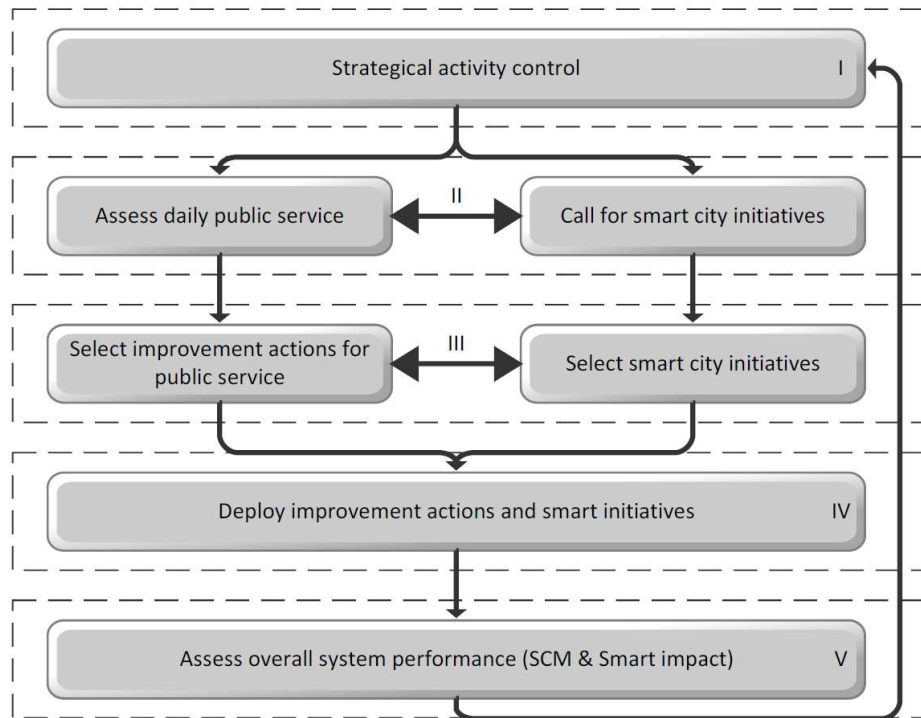 Strategical activity control I
Assess daily public service
II
Call for smart city initiatives
Select improvement actions for
public service
III
Select smart city initiatives
Deploy improvement actions and smart initiatives IV
Assess overall system performance (SCM & Smart impact) V